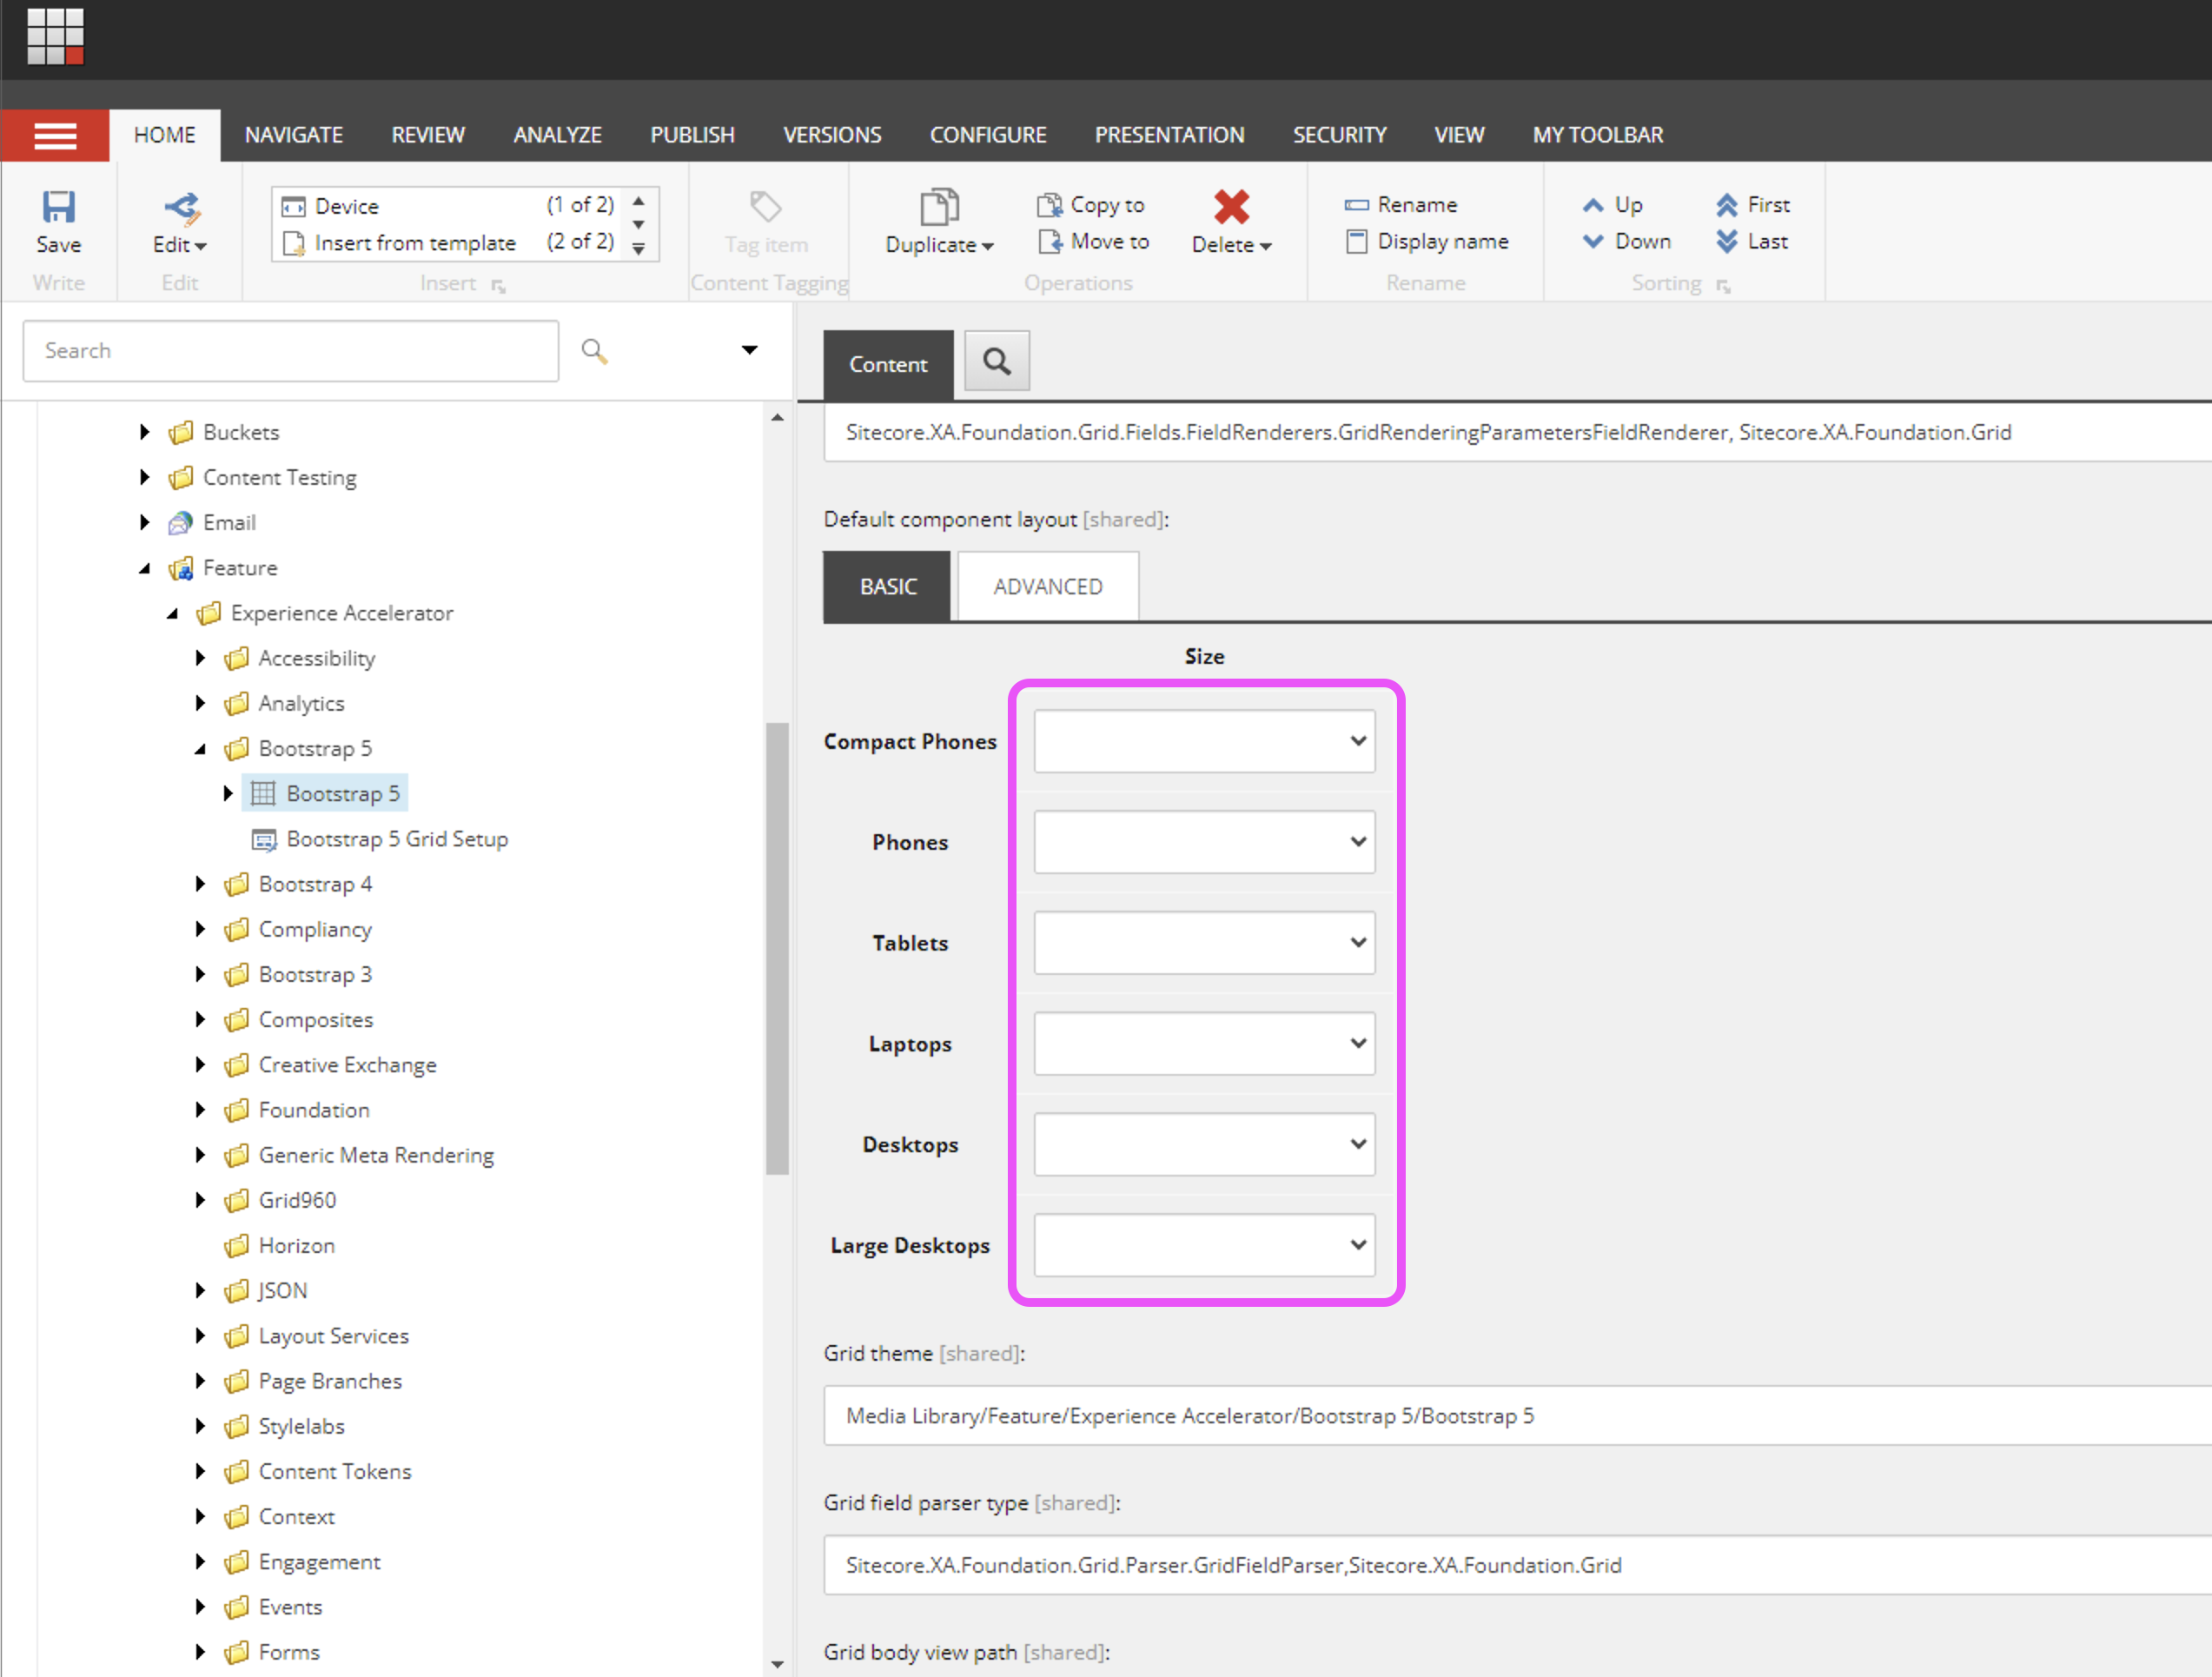 HOME NAVIGATE REVIEW ANALYZE PUBLISH VERSIONS CONFIGURE PRESENTATION SECURITY VIEW MY TOOLBAR
Save
Write
Edit
Edit
Device (1 of 2)
Insert from template (2 of 2)
Insert
Tag item
Content Tagging
Duplicate
Copy to
Move to
Delete
Operations
Rename
Display name
Rename
Up
Down
First
Last
Sorting
Search
Buckets
Content Testing
Email
Feature
Experience Accelerator
Accessibility
Analytics
Bootstrap 5
Bootstrap 5
Bootstrap 5 Grid Setup
Bootstrap 4
Compliancy
Bootstrap 3
Composites
Creative Exchange
Foundation
Generic Meta Rendering
Grid960
Horizon
JSON
Layout Services
Page Branches
Stylelabs
Content Tokens
Context
Engagement
Events
Forms
Content
Sitecore.XA.Foundation.Grid.Fields.FieldRenderers.GridRenderingParametersFieldRenderer, Sitecore.XA.Foundation.Grid
Default component layout [shared]:
BASIC ADVANCED
Size
Compact Phones
Phones
Tablets
Laptops
Desktops
Large Desktops
Grid theme [shared]:
Media Library/Feature/Experience Accelerator/Bootstrap 5/Bootstrap 5
Grid field parser type [shared]:
Sitecore.XA.Foundation.Grid.Parser.GridFieldParser,Sitecore.XA.Foundation.Grid
Grid body view path [shared]: